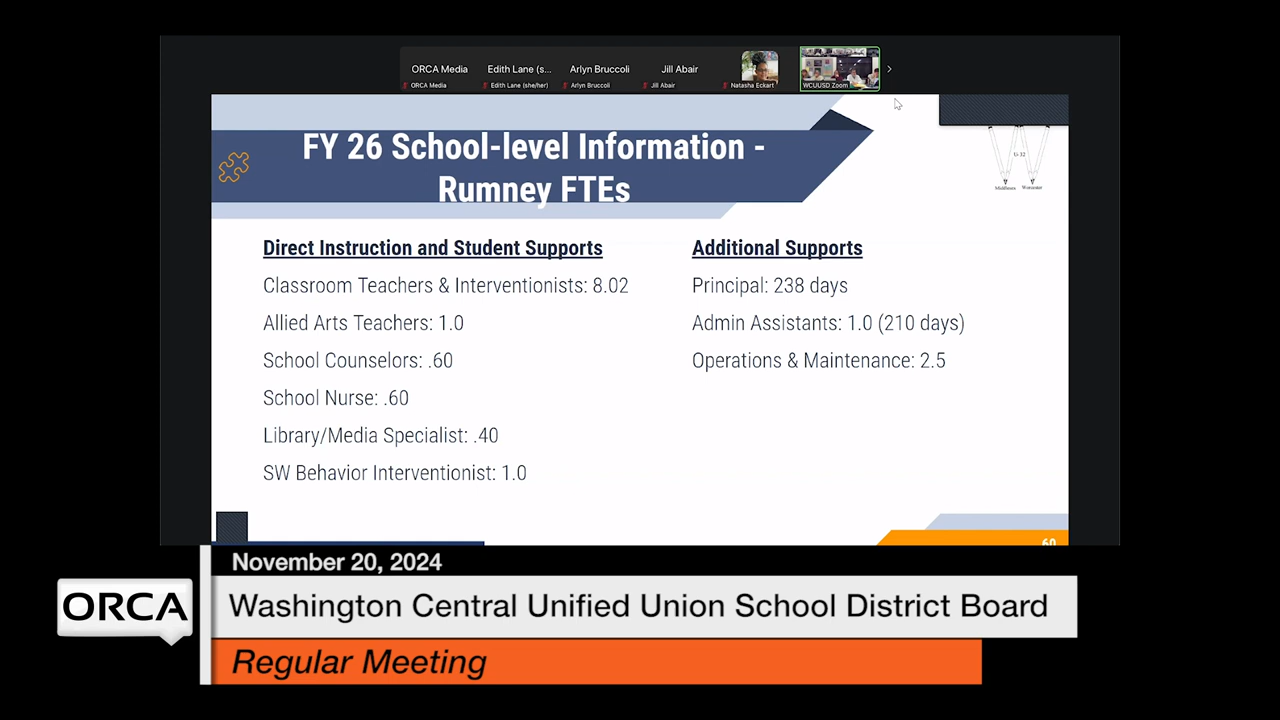 ORCA Media
Edith Lane (s...
Arlyn Bruccoli
Jill Abair
ORCA Media
Edith Lane (she/her)
Arlyn Bruccoli
Jill Abair
Natasha Eckart
WCUUSD Zoom
FY 26 School-level Information -
Rumney FTEs
G-32
Middlesex Worcester
Direct Instruction and Student Supports
Classroom Teachers & Interventionists: 8.02
Allied Arts Teachers: 1.0
School Counselors: .60
School Nurse: .60
Library/Media Specialist: .40
SW Behavior Interventionist: 1.0
Additional Supports
Principal: 238 days
Admin Assistants: 1.0 (210 days)
Operations & Maintenance: 2.5
60
November 20, 2024
ORCA
Washington Central Unified Union School District Board
Regular Meeting